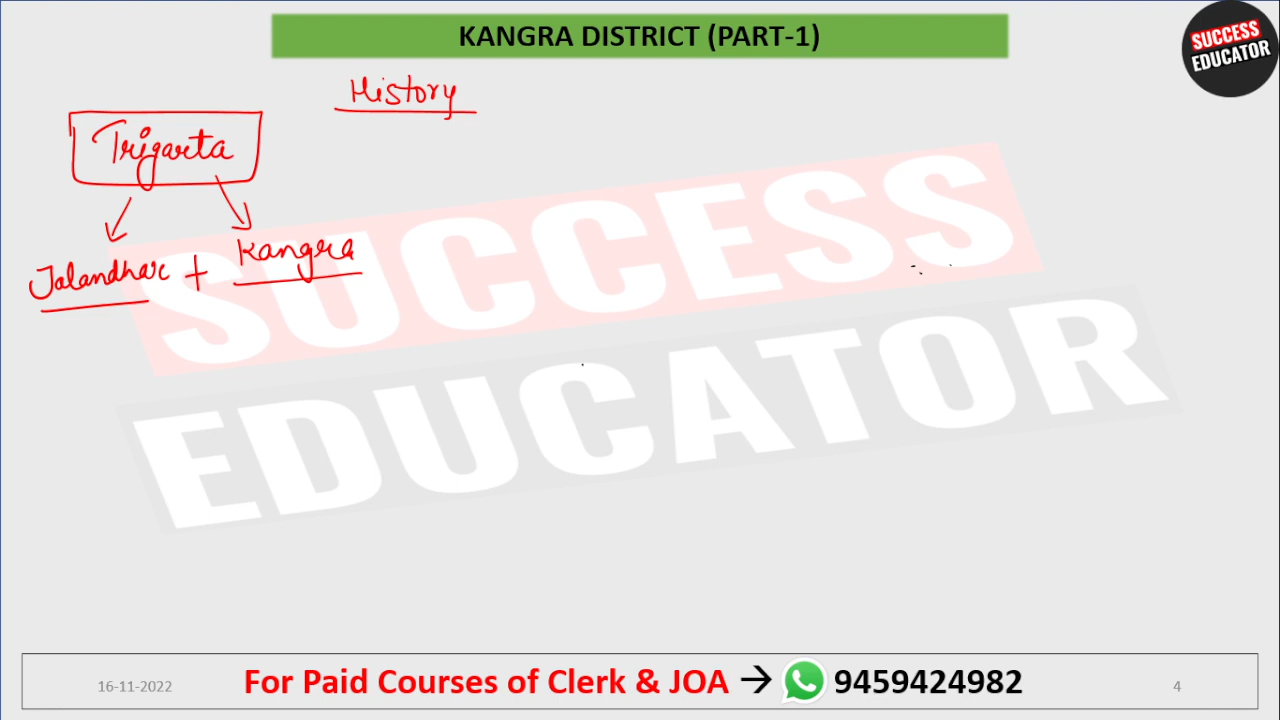 KANGRA DISTRICT (PART-1)
SUCCESS
EDUCATOR
History
Trigarta
Jalandhar + Kangra
SUCCESS
EDUCATOR
16-11-2022
For Paid Courses of Clerk & JOA → 9459424982
4